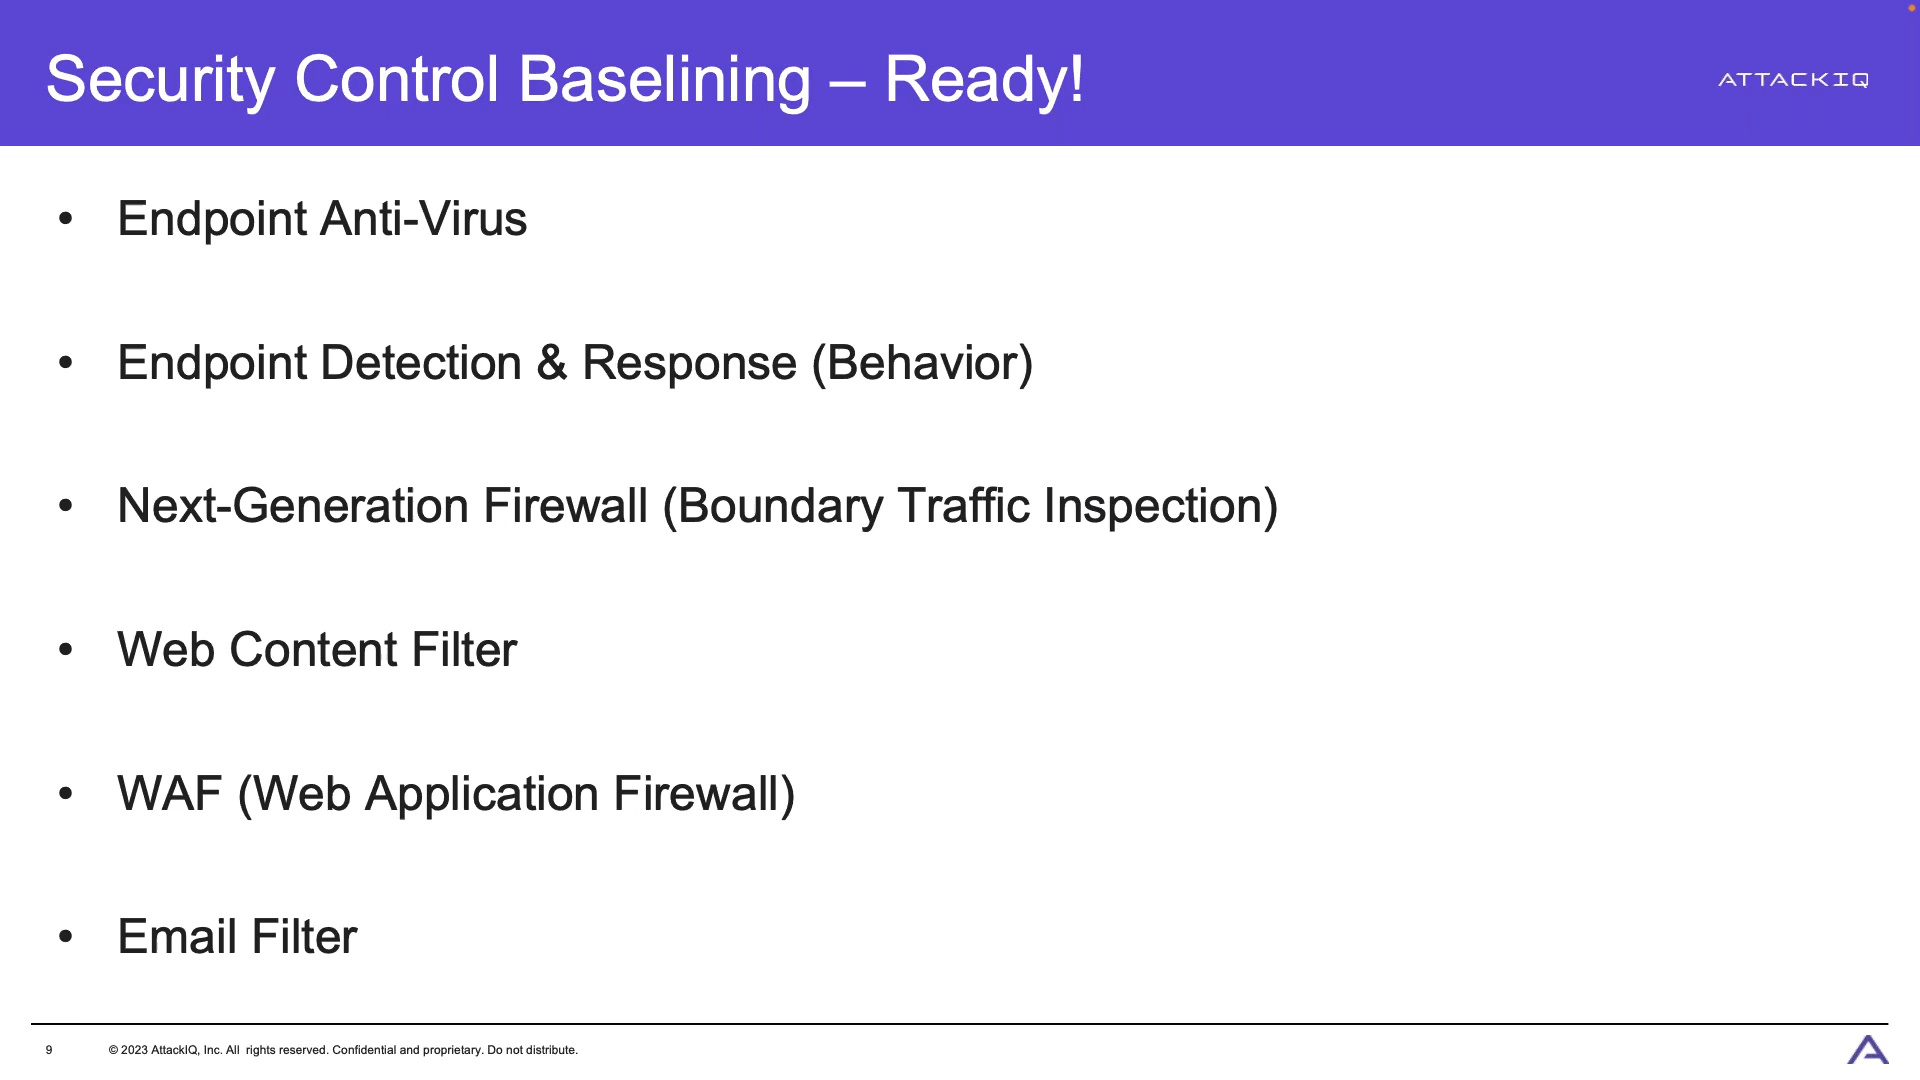 Security Control Baselining – Ready!
ATTACKIQ
• Endpoint Anti-Virus
• Endpoint Detection & Response (Behavior)
• Next-Generation Firewall (Boundary Traffic Inspection)
• Web Content Filter
• WAF (Web Application Firewall)
• Email Filter
9 © 2023 AttackIQ, Inc. All rights reserved. Confidential and proprietary. Do not distribute.